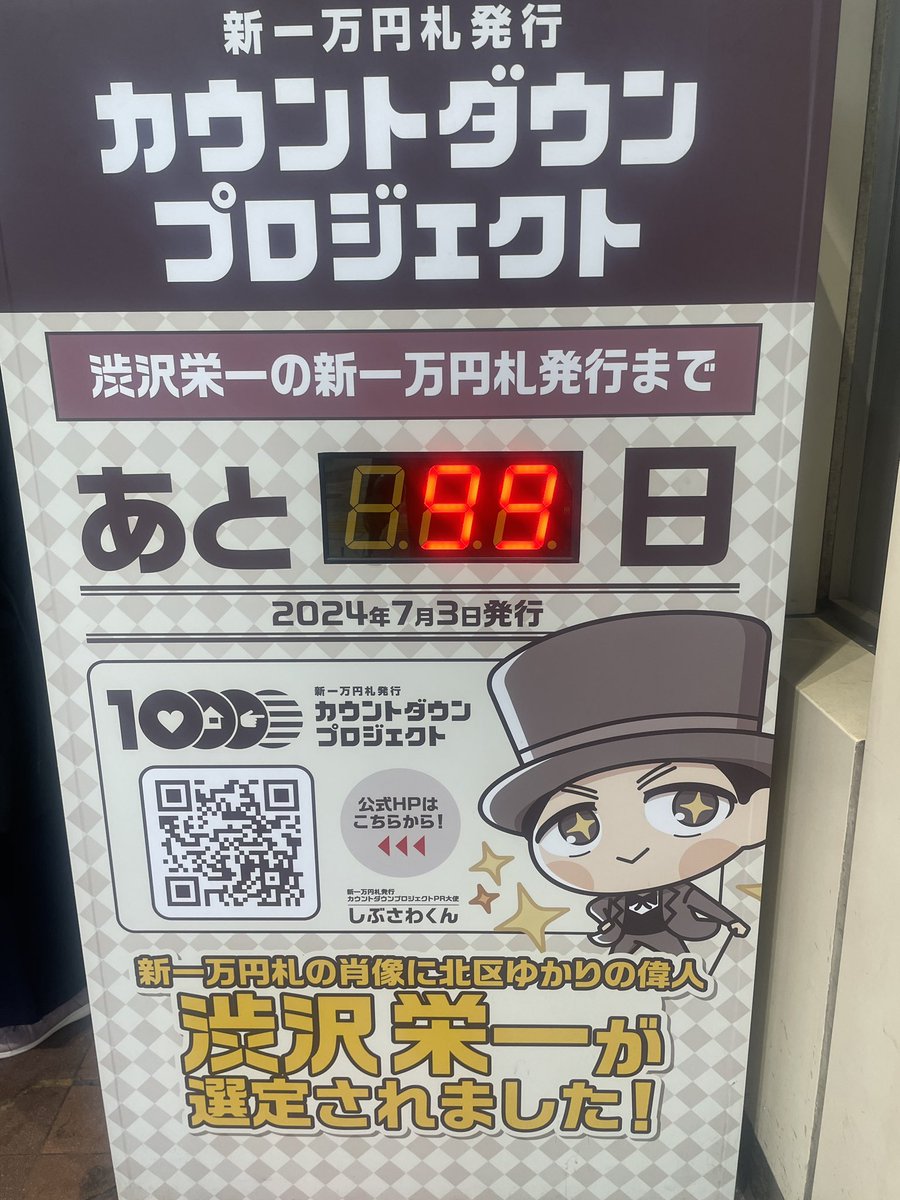 新一万円札発行
カウントダウン
プロジェクト
渋沢栄一の新一万円札発行まで
あと 99 日
2024年7月3日発行
10000
新一万円札発行
カウントダウン
プロジェクト
公式HPは
こちらから!
新一万円札発行
カウントダウンプロジェクトPR大使
しぶさわくん
新一万円札の肖像に北区ゆかりの偉人
渋沢栄一が
選定されました!